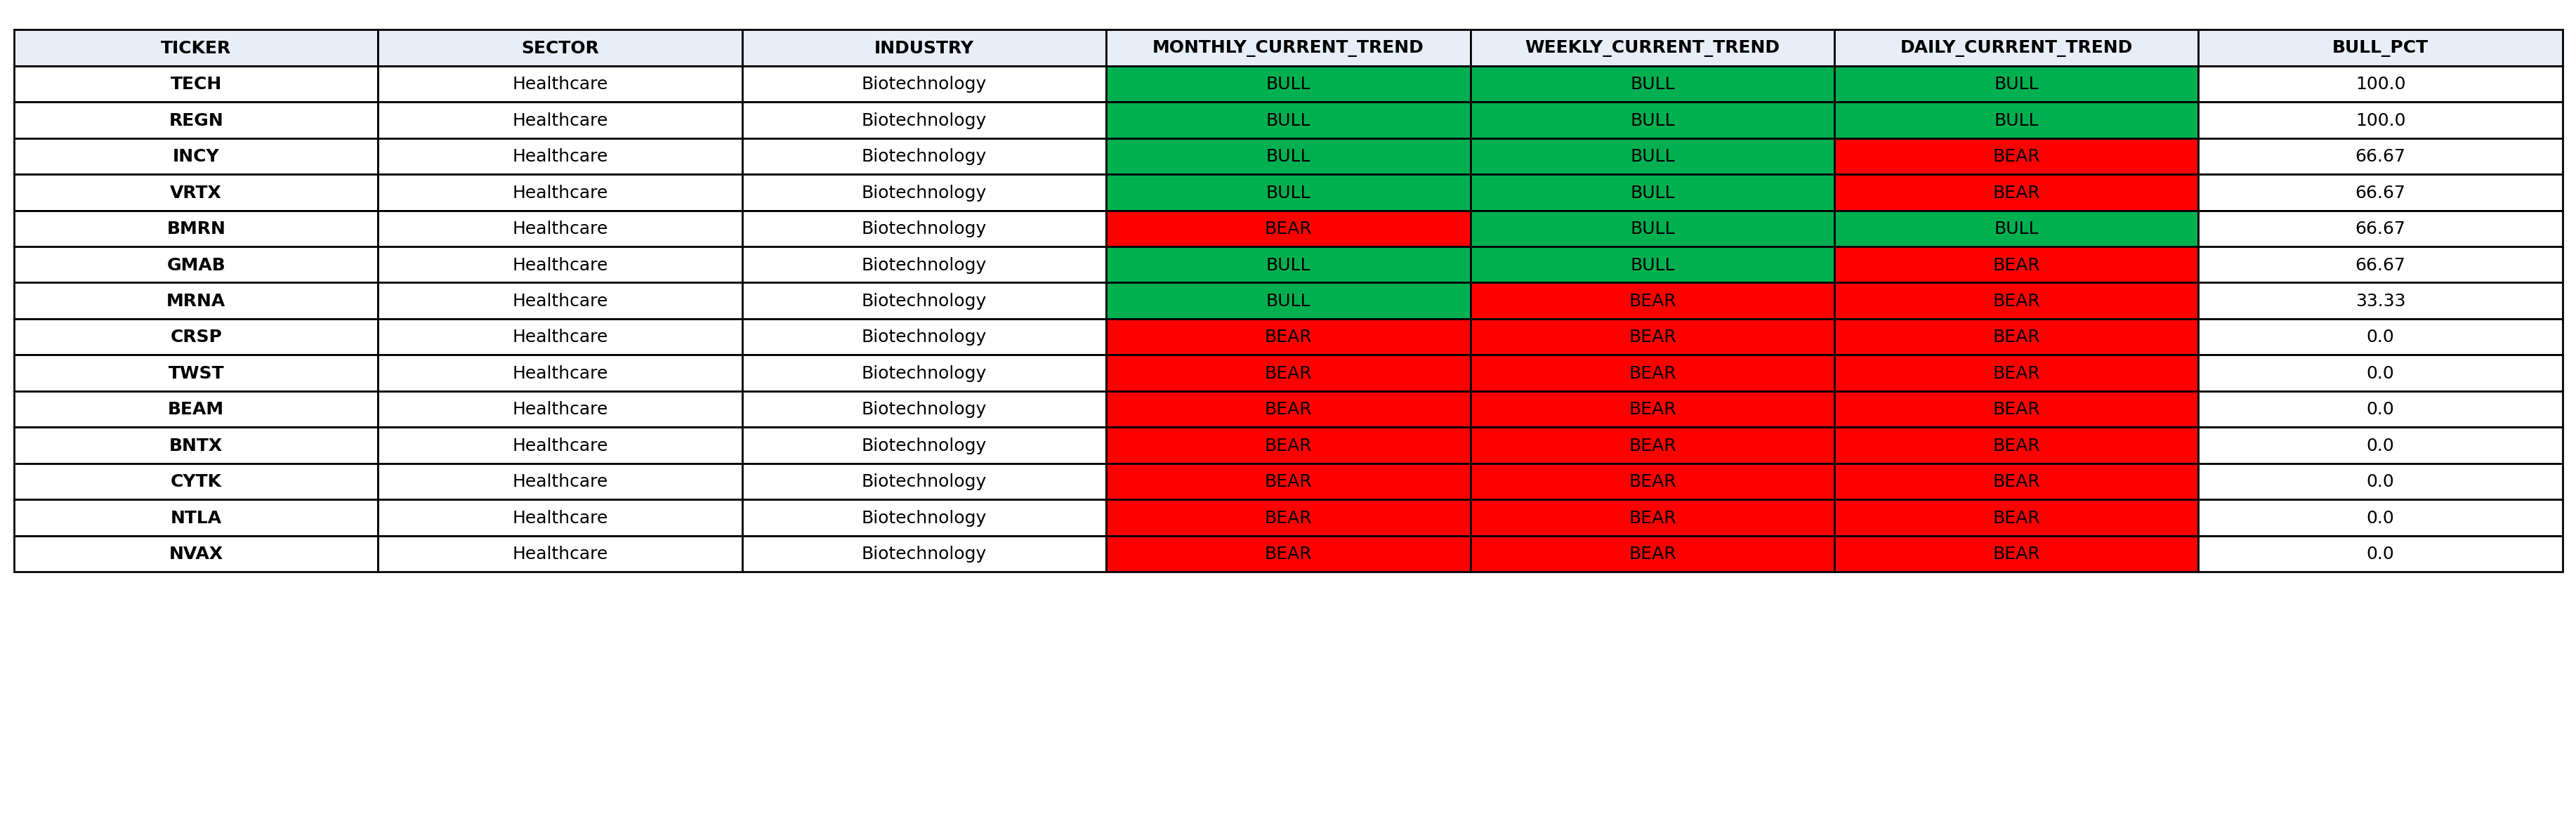 TICKER SECTOR INDUSTRY MONTHLY_CURRENT_TREND WEEKLY_CURRENT_TREND DAILY_CURRENT_TREND BULL_PCT
TECH Healthcare Biotechnology BULL BULL BULL 100.0
REGN Healthcare Biotechnology BULL BULL BULL 100.0
INCY Healthcare Biotechnology BULL BULL BEAR 66.67
VRTX Healthcare Biotechnology BULL BULL BEAR 66.67
BMRN Healthcare Biotechnology BEAR BULL BULL 66.67
GMAB Healthcare Biotechnology BULL BULL BEAR 66.67
MRNA Healthcare Biotechnology BULL BEAR BEAR 33.33
CRSP Healthcare Biotechnology BEAR BEAR BEAR 0.0
TWST Healthcare Biotechnology BEAR BEAR BEAR 0.0
BEAM Healthcare Biotechnology BEAR BEAR BEAR 0.0
BNTX Healthcare Biotechnology BEAR BEAR BEAR 0.0
CYTK Healthcare Biotechnology BEAR BEAR BEAR 0.0
NTLA Healthcare Biotechnology BEAR BEAR BEAR 0.0
NVAX Healthcare Biotechnology BEAR BEAR BEAR 0.0